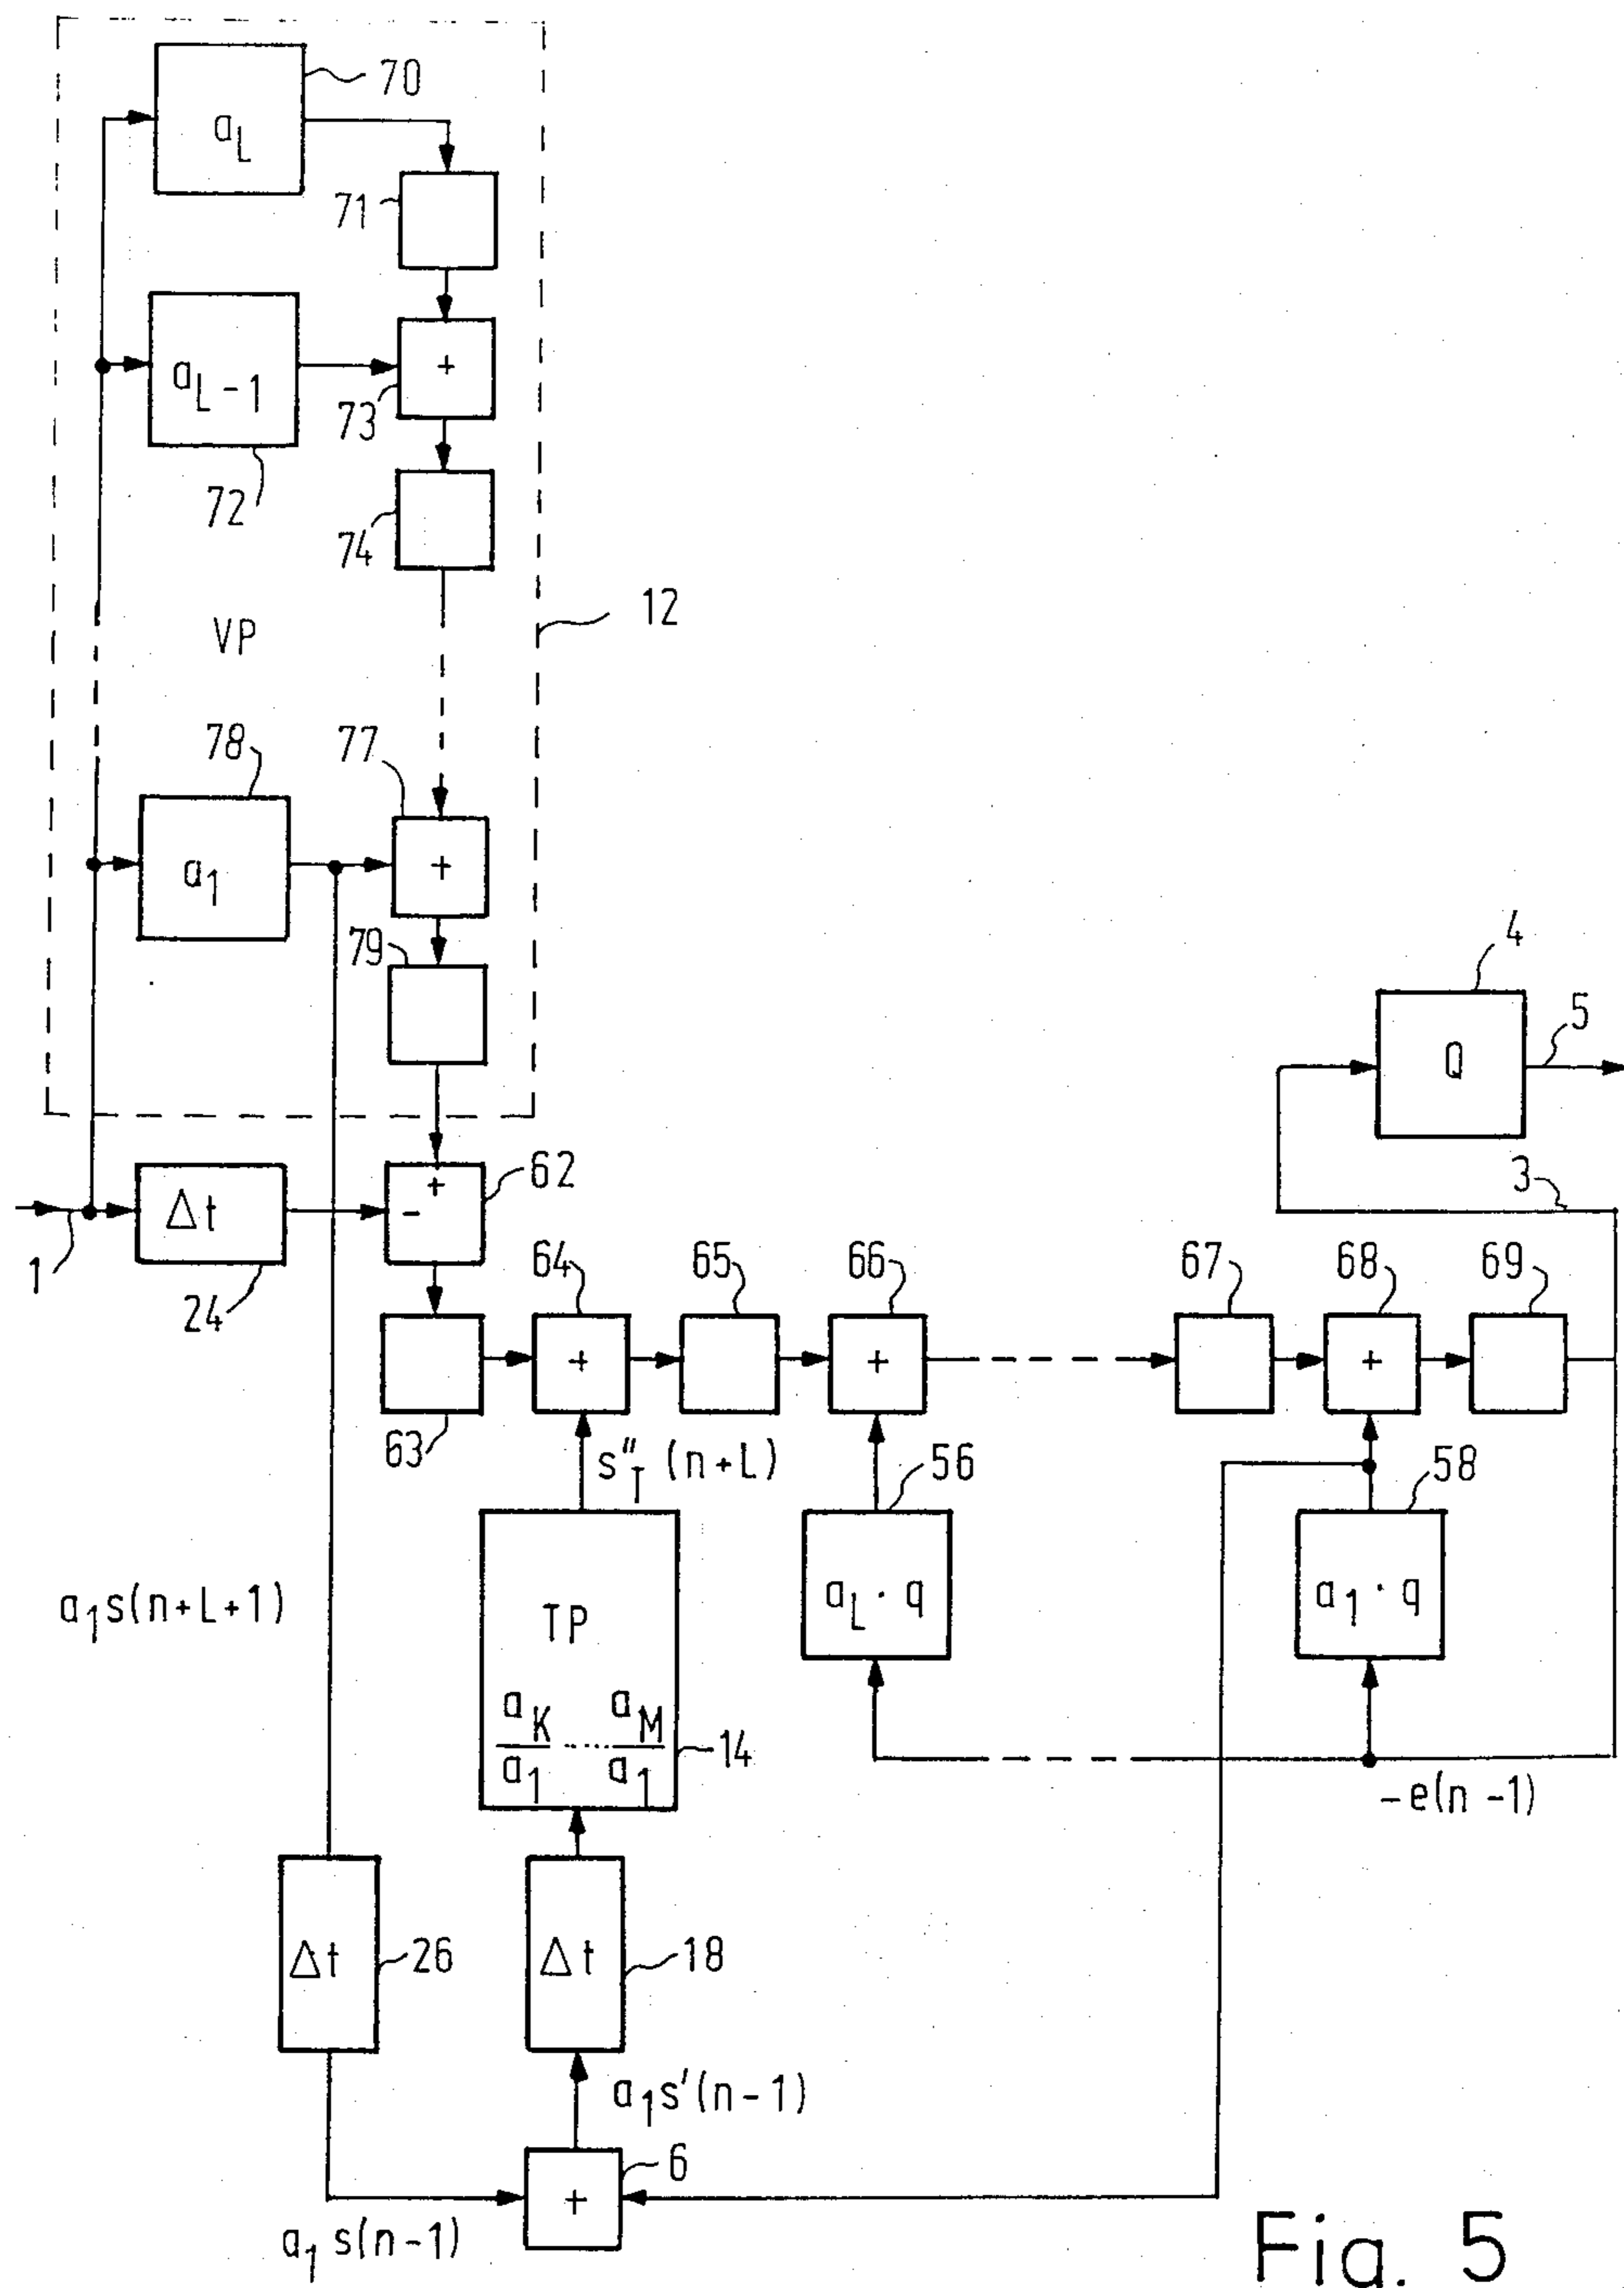 70
a_L
71
a_L-1
+
73
72
74
VP
12
78
77
a_1
+
79
4
Q
5
Δt
+
-
62
3
1
24
64
65
66
67
68
69
+
+
+
63
s"_T (n+L)
56
58
a_1 s(n+L+1)
TP
a_L · q
a_1 · q
a_K/a_1 ···· a_M/a_1
14
-e(n-1)
Δt
26
Δt
18
a_1 s'(n-1)
6
+
a_1 s(n-1)
Fig. 5